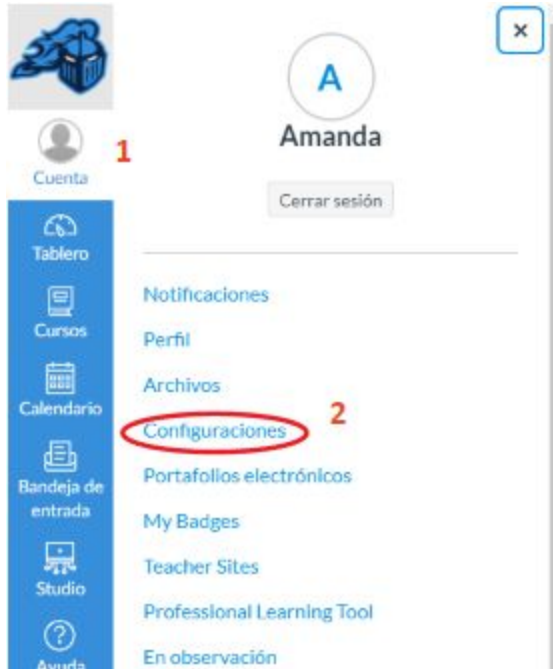 ×
A
Amanda
Cerrar sesión
1
Cuenta
Tablero
Cursos
Calendario
Bandeja de
entrada
Studio
Ayuda
Notificaciones
Perfil
Archivos
Configuraciones
2
Portafolios electrónicos
My Badges
Teacher Sites
Professional Learning Tool
En observación